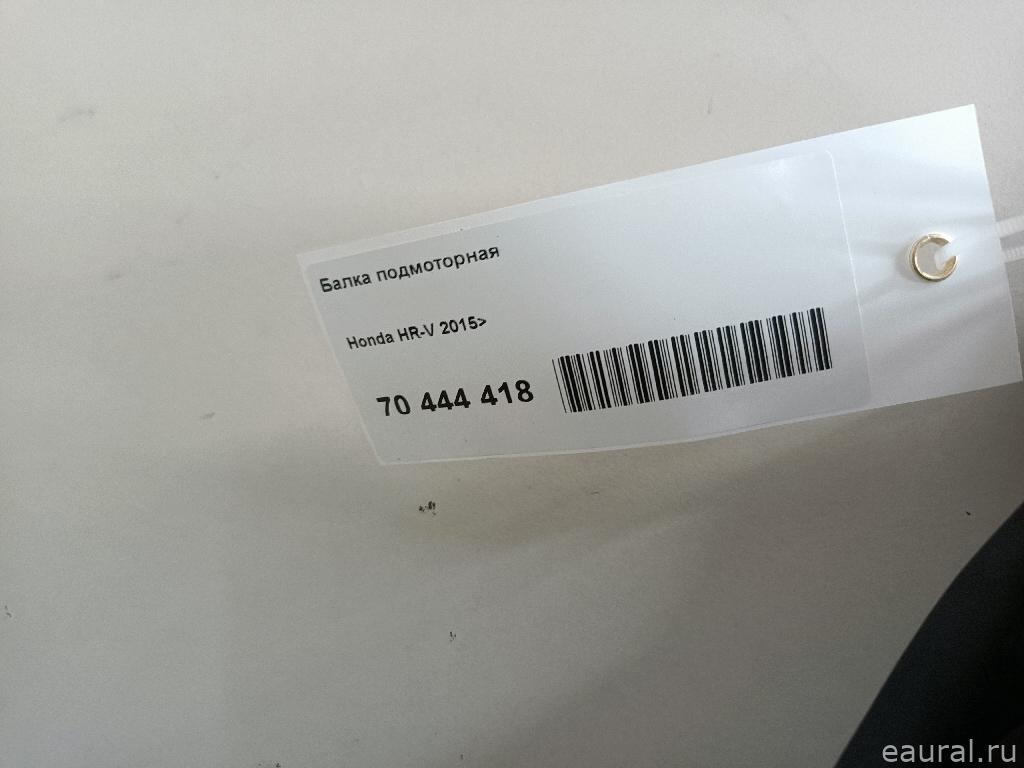 Балка подмоторная
Honda HR-V 2015>
70 444 418
eaural.ru